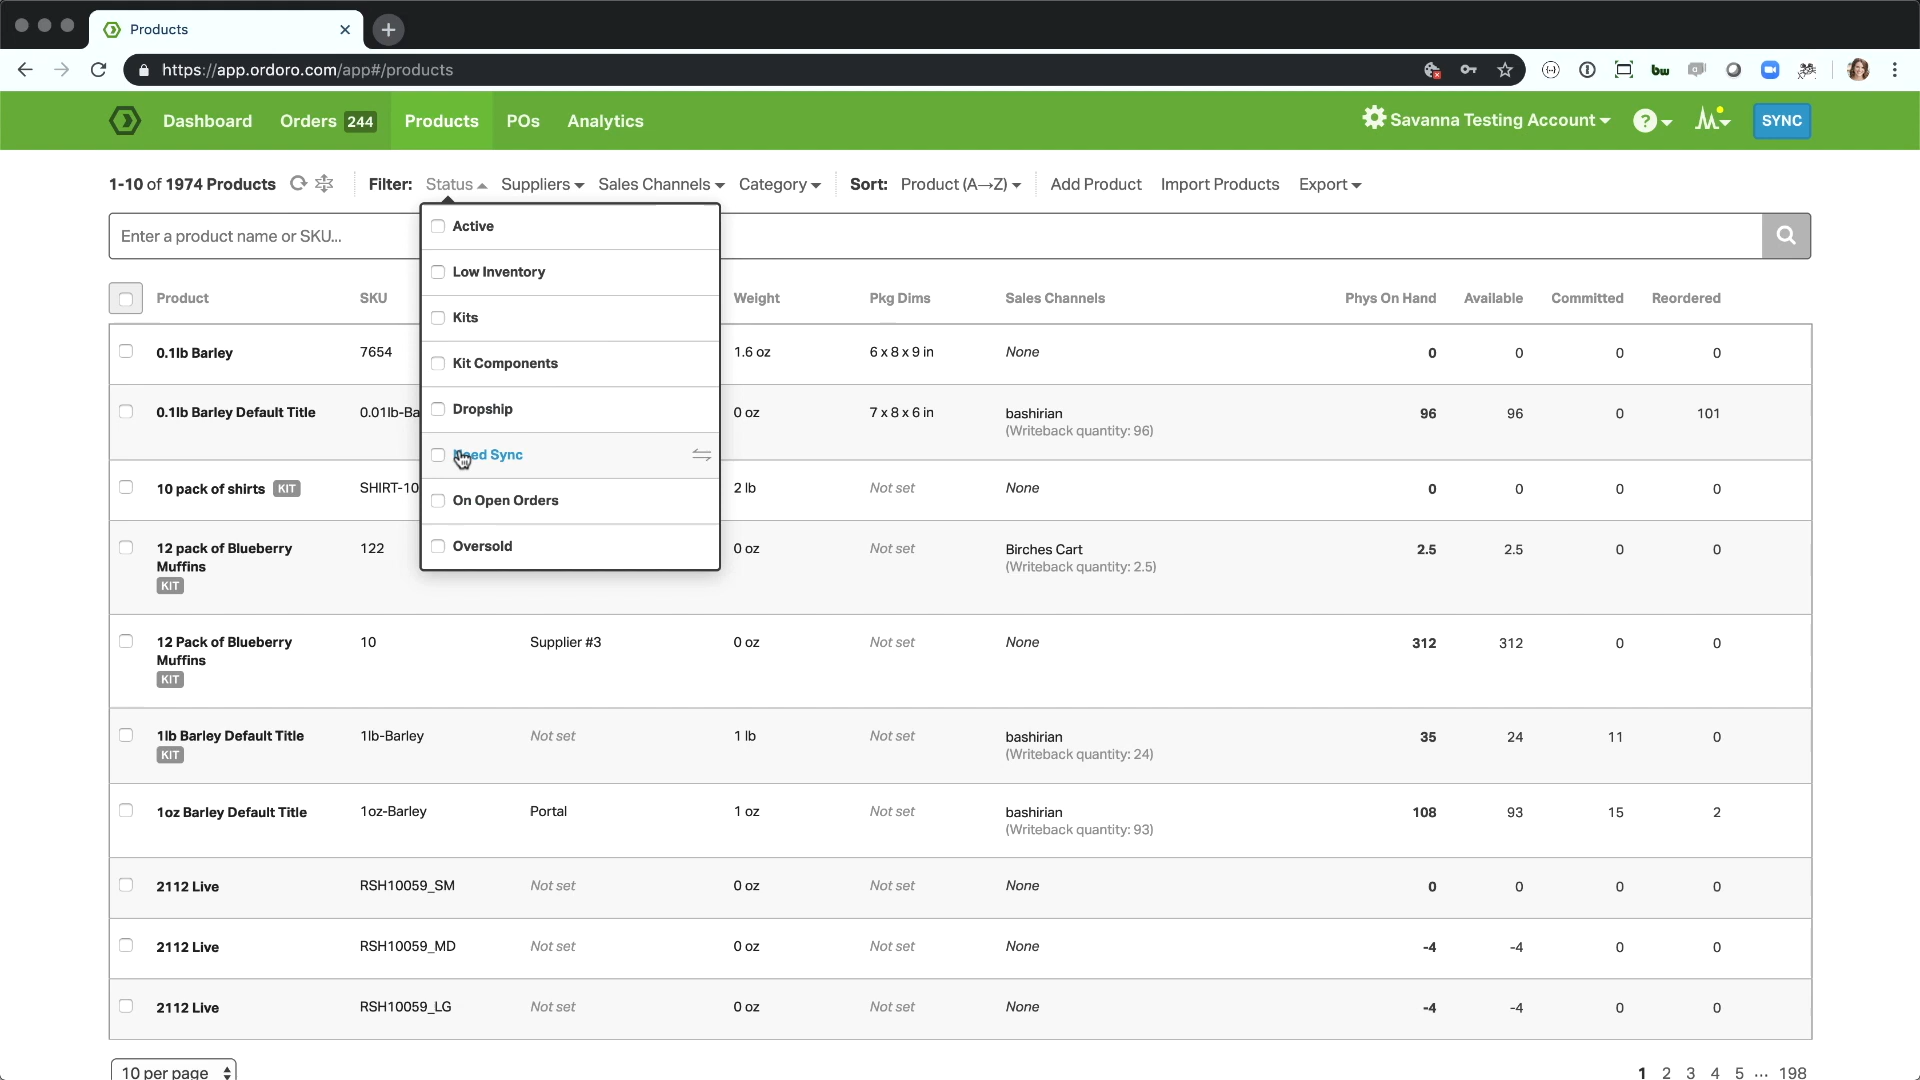 Products
https://app.ordoro.com/app#/products
Dashboard Orders 244 Products POs Analytics Savanna Testing Account ? SYNC
1-10 of 1974 Products Filter: Status Suppliers Sales Channels Category Sort: Product (A→Z) Add Product Import Products Export
Enter a product name or SKU...
Active
Low Inventory
Kits
Kit Components
Dropship
Need Sync
On Open Orders
Oversold
Product SKU Weight Pkg Dims Sales Channels Phys On Hand Available Committed Reordered
0.1lb Barley 7654 1.6 oz 6 x 8 x 9 in None 0 0 0 0
0.1lb Barley Default Title 0.01lb-Ba 0 oz 7 x 8 x 6 in bashirian 96 96 0 101
(Writeback quantity: 96)
10 pack of shirts KIT SHIRT-10 2 lb Not set None 0 0 0 0
12 pack of Blueberry 122 0 oz Not set Birches Cart 2.5 2.5 0 0
Muffins (Writeback quantity: 2.5)
KIT
12 Pack of Blueberry 10 Supplier #3 0 oz Not set None 312 312 0 0
Muffins
KIT
1lb Barley Default Title 1lb-Barley Not set 1 lb Not set bashirian 35 24 11 0
KIT (Writeback quantity: 24)
1oz Barley Default Title 1oz-Barley Portal 1 oz Not set bashirian 108 93 15 2
(Writeback quantity: 93)
2112 Live RSH10059_SM Not set 0 oz Not set None 0 0 0 0
2112 Live RSH10059_MD Not set 0 oz Not set None -4 -4 0 0
2112 Live RSH10059_LG Not set 0 oz Not set None -4 -4 0 0
10 per page 1 2 3 4 5 ... 198